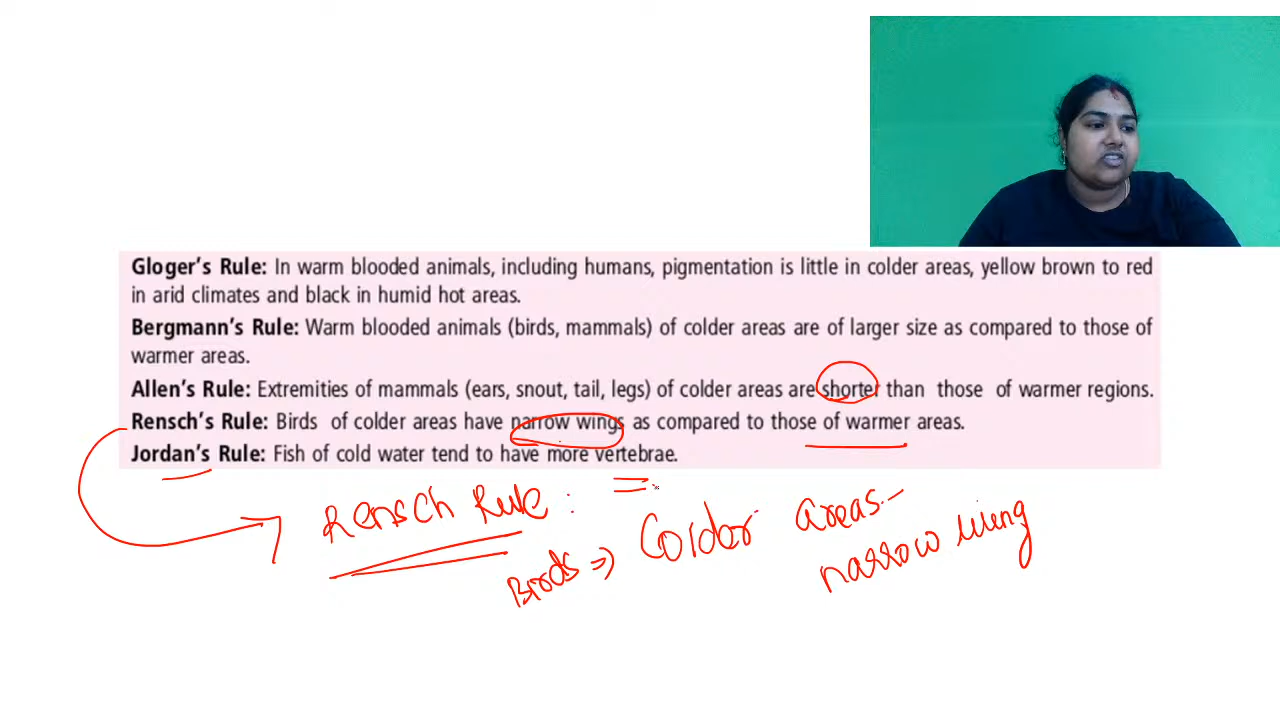 Gloger's Rule: In warm blooded animals, including humans, pigmentation is little in colder areas, yellow brown to red
in arid climates and black in humid hot areas.
Bergmann's Rule: Warm blooded animals (birds, mammals) of colder areas are of larger size as compared to those of
warmer areas.
Allen's Rule: Extremities of mammals (ears, snout, tail, legs) of colder areas are shorter than those of warmer regions.
Rensch's Rule: Birds of colder areas have narrow wings as compared to those of warmer areas.
Jordan's Rule: Fish of cold water tend to have more vertebrae.
Rensch Rule :
Birds ⇒ Colder areas-
narrow wing